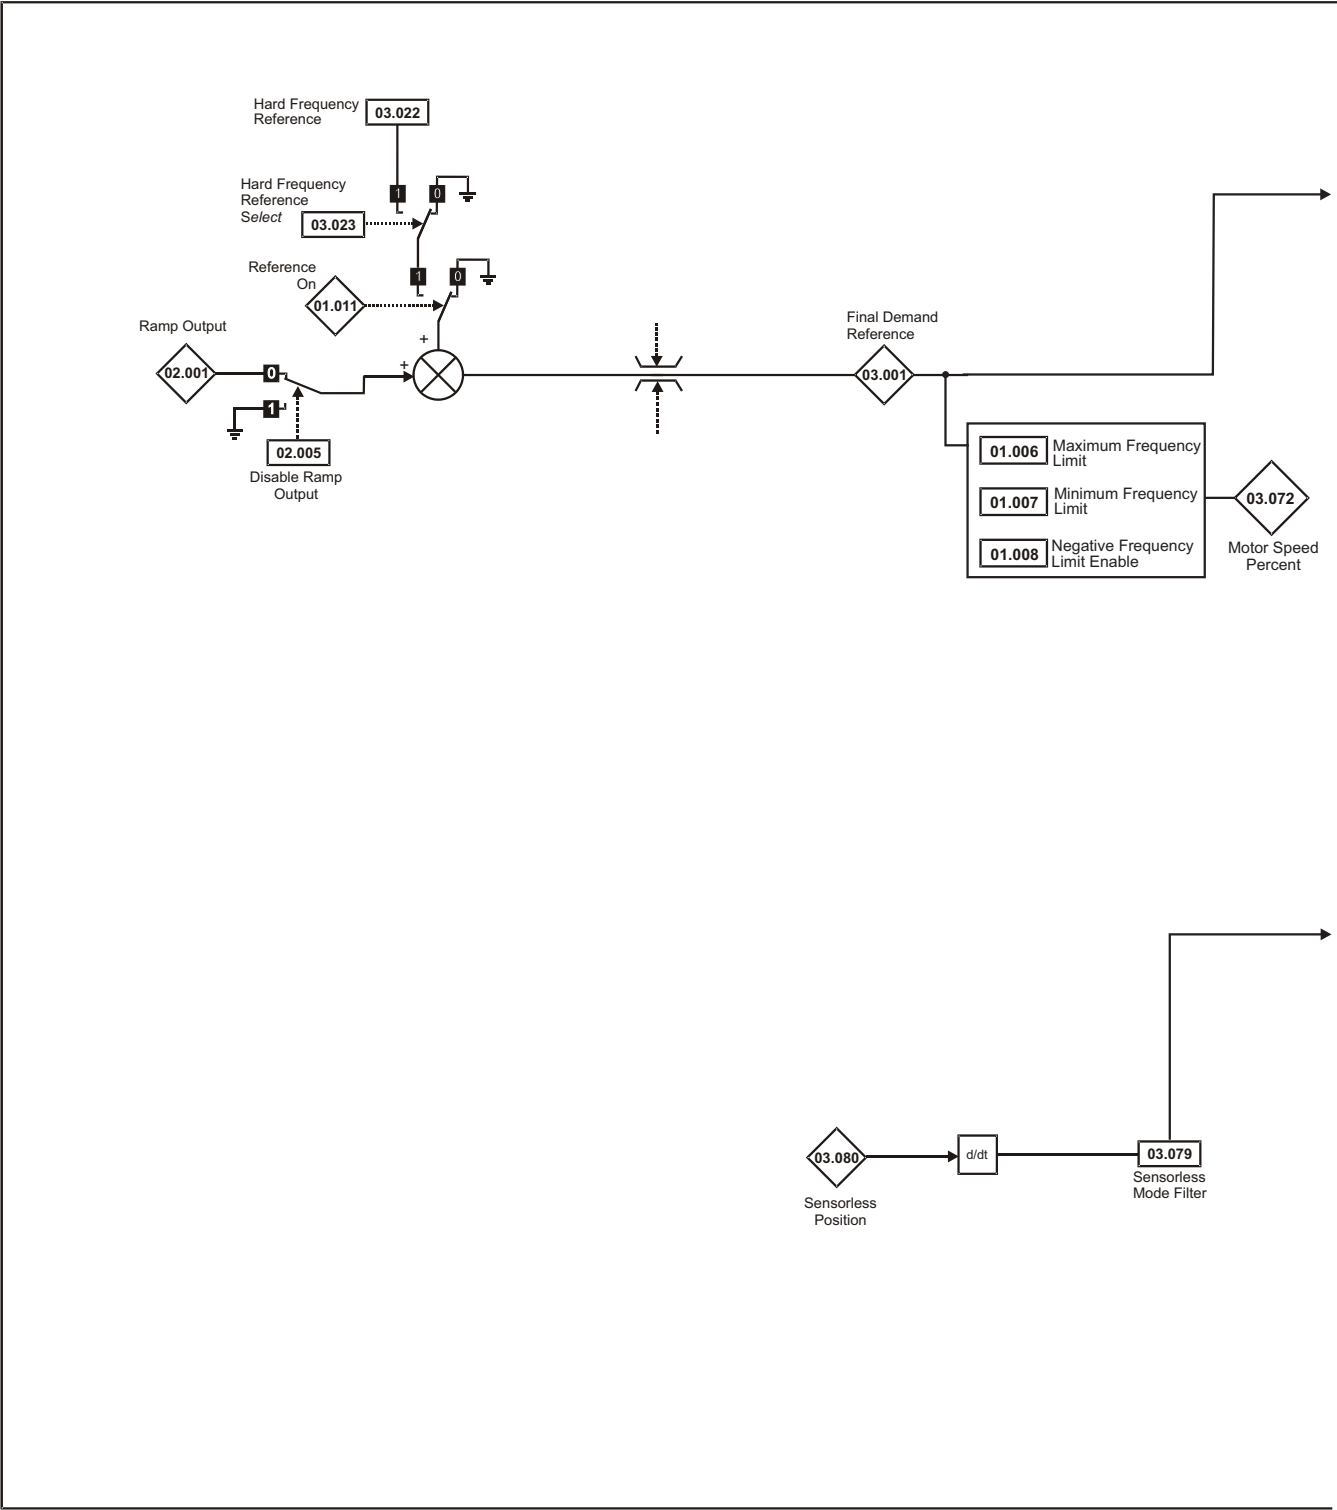 Hard Frequency
Reference
03.022
1
0
Hard Frequency
Reference
Select
03.023
Reference
On
01.011
1
0
+
+
Ramp Output
02.001
0
1
02.005
Disable Ramp
Output
Final Demand
Reference
03.001
01.006
Maximum Frequency
Limit
01.007
Minimum Frequency
Limit
01.008
Negative Frequency
Limit Enable
03.072
Motor Speed
Percent
03.080
Sensorless
Position
d/dt
03.079
Sensorless
Mode Filter